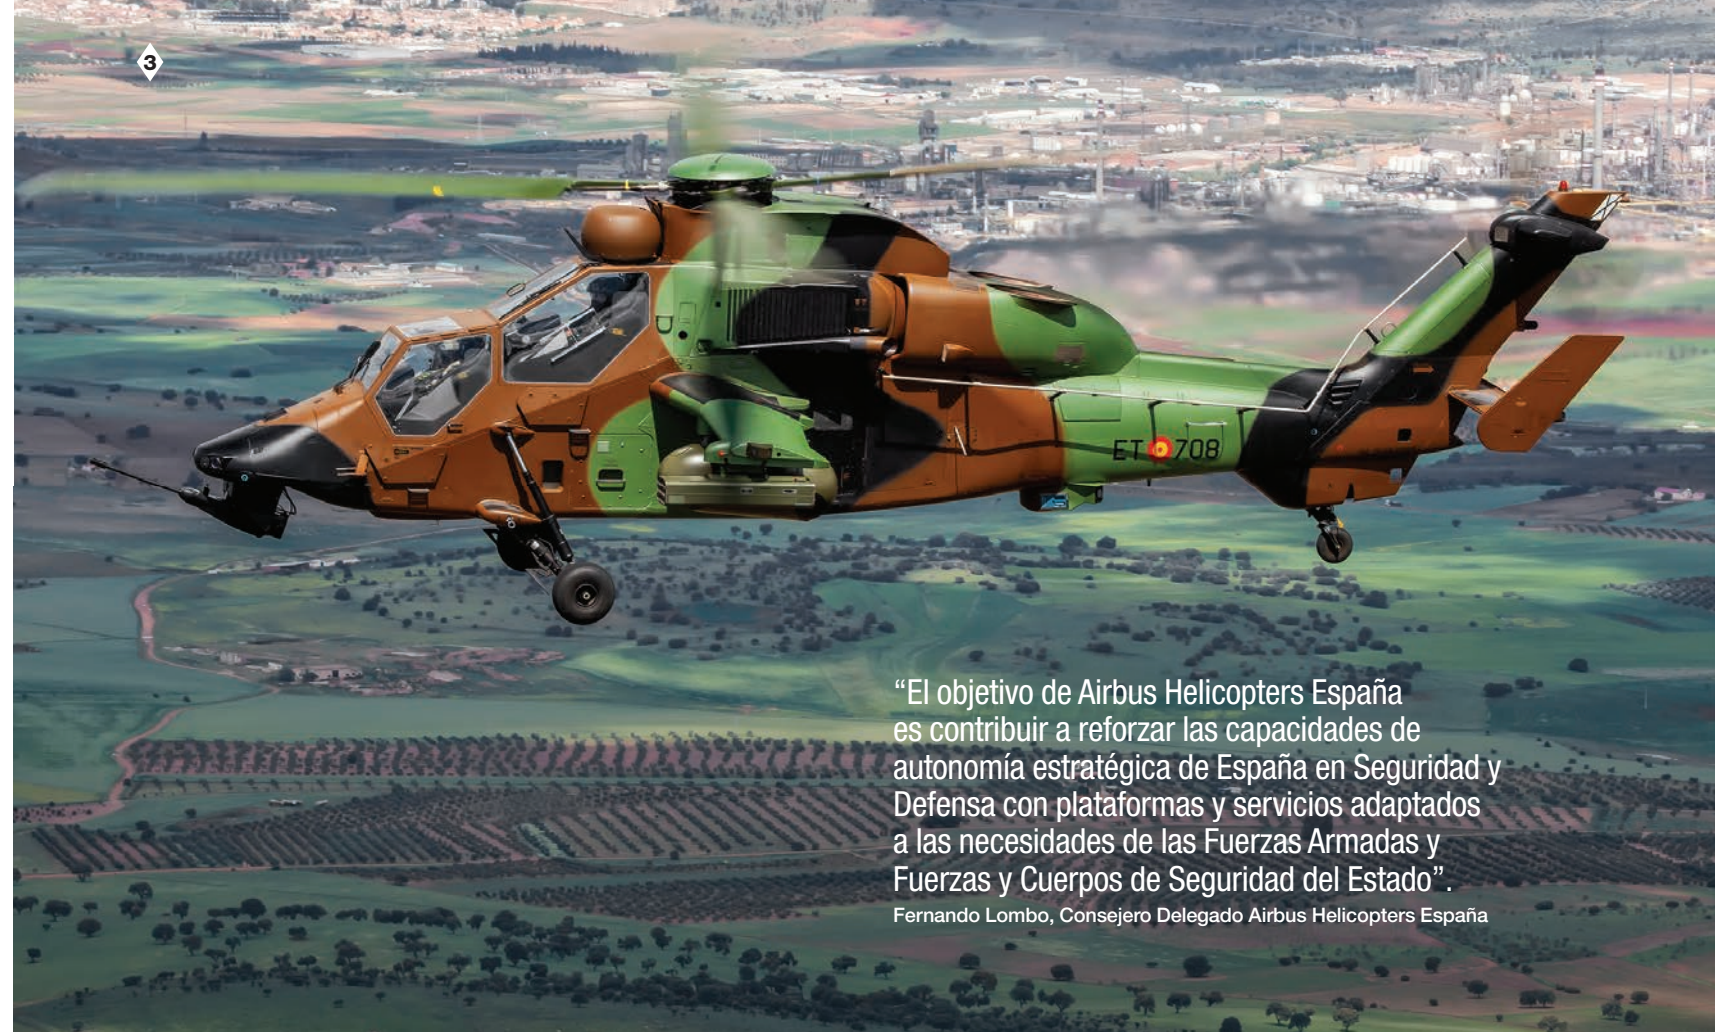 3
ET 708
“El objetivo de Airbus Helicopters España
es contribuir a reforzar las capacidades de
autonomía estratégica de España en Seguridad y
Defensa con plataformas y servicios adaptados
a las necesidades de las Fuerzas Armadas y
Fuerzas y Cuerpos de Seguridad del Estado”.
Fernando Lombo, Consejero Delegado Airbus Helicopters España